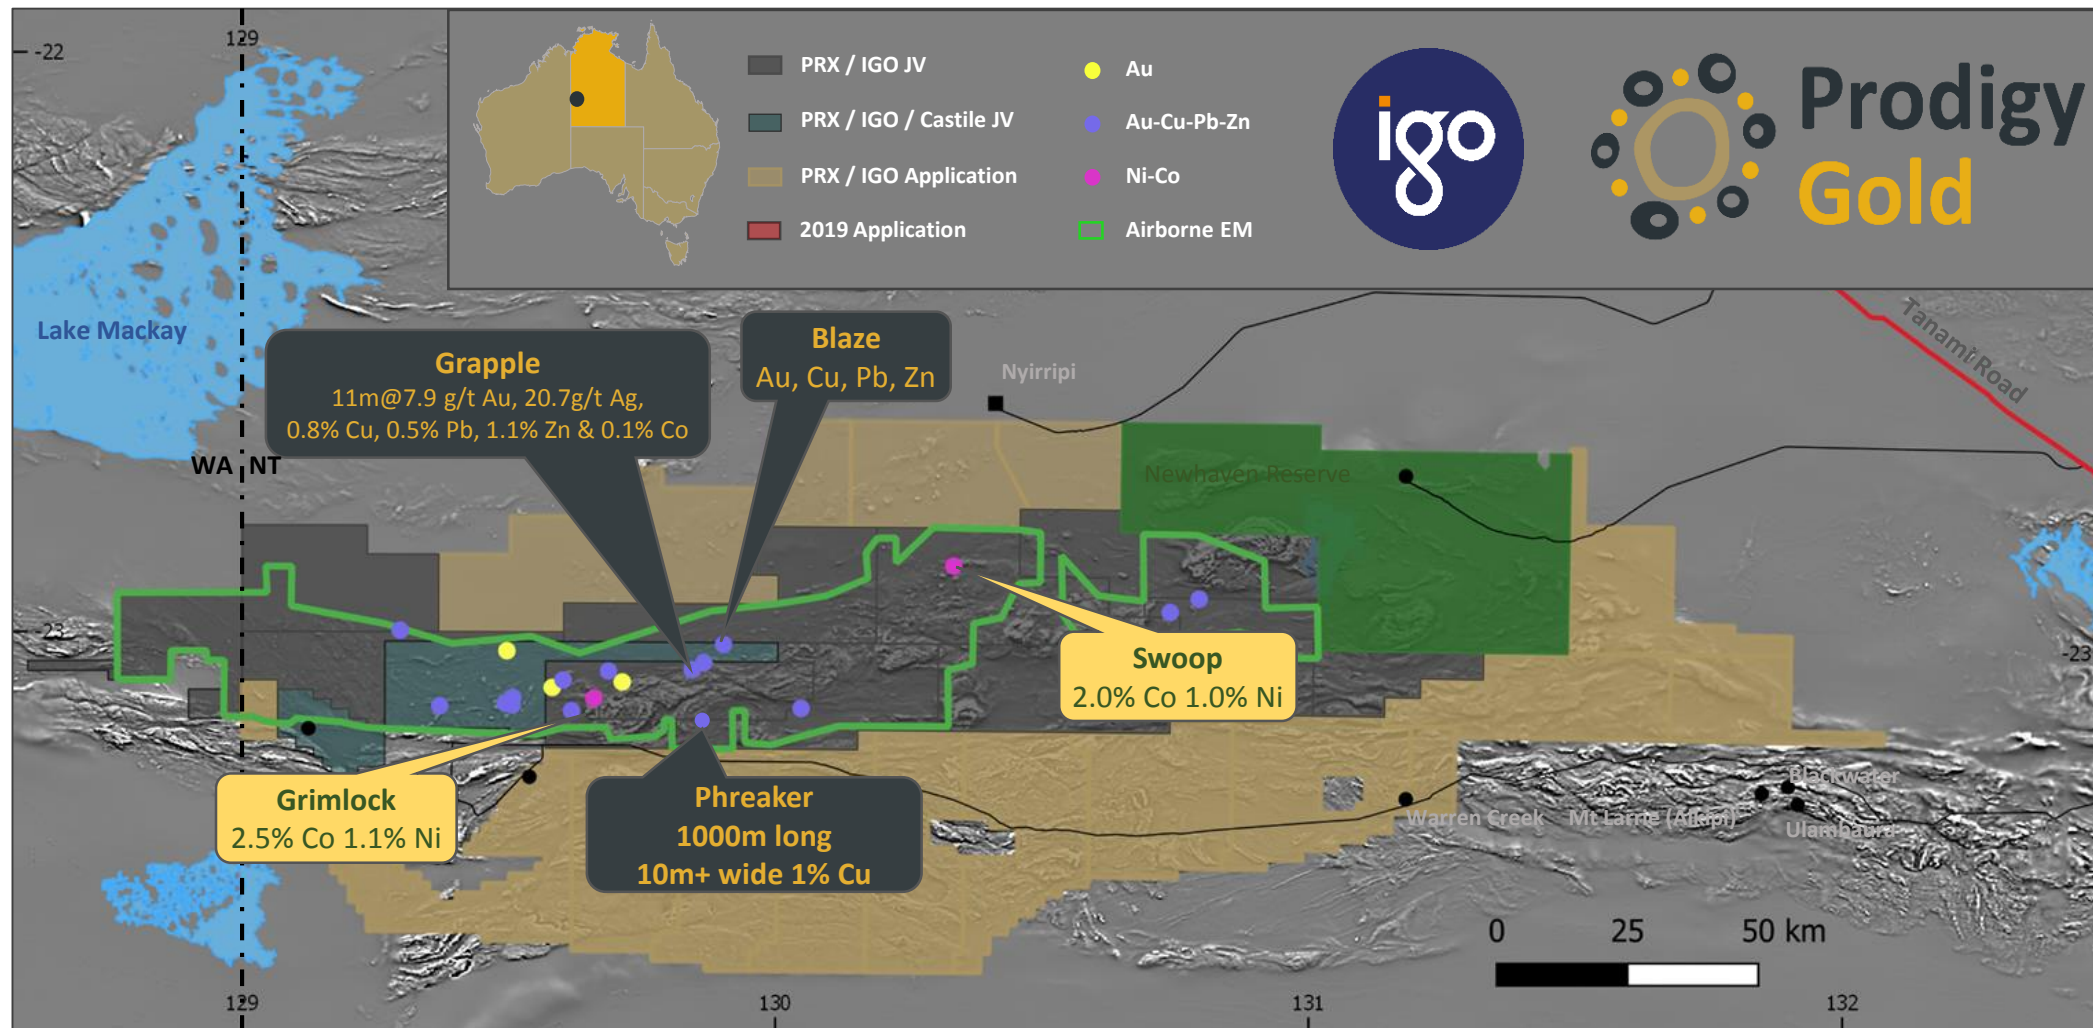 -22
129
PRX / IGO JV
PRX / IGO / Castile JV
PRX / IGO Application
2019 Application
Au
Au-Cu-Pb-Zn
Ni-Co
Airborne EM
igo
Prodigy
Gold
Lake Mackay
Tanami Road
Grapple
11m@7.9 g/t Au, 20.7g/t Ag,
0.8% Cu, 0.5% Pb, 1.1% Zn & 0.1% Co
Blaze
Au, Cu, Pb, Zn
Nyirripi
WA
NT
Newhaven Reserve
-23
-23
Swoop
2.0% Co 1.0% Ni
Grimlock
2.5% Co 1.1% Ni
Phreaker
1000m long
10m+ wide 1% Cu
Blackwater
Warren Creek
Mt Larrie (Aikipi)
Ulambaura
0
25
50 km
129
130
131
132